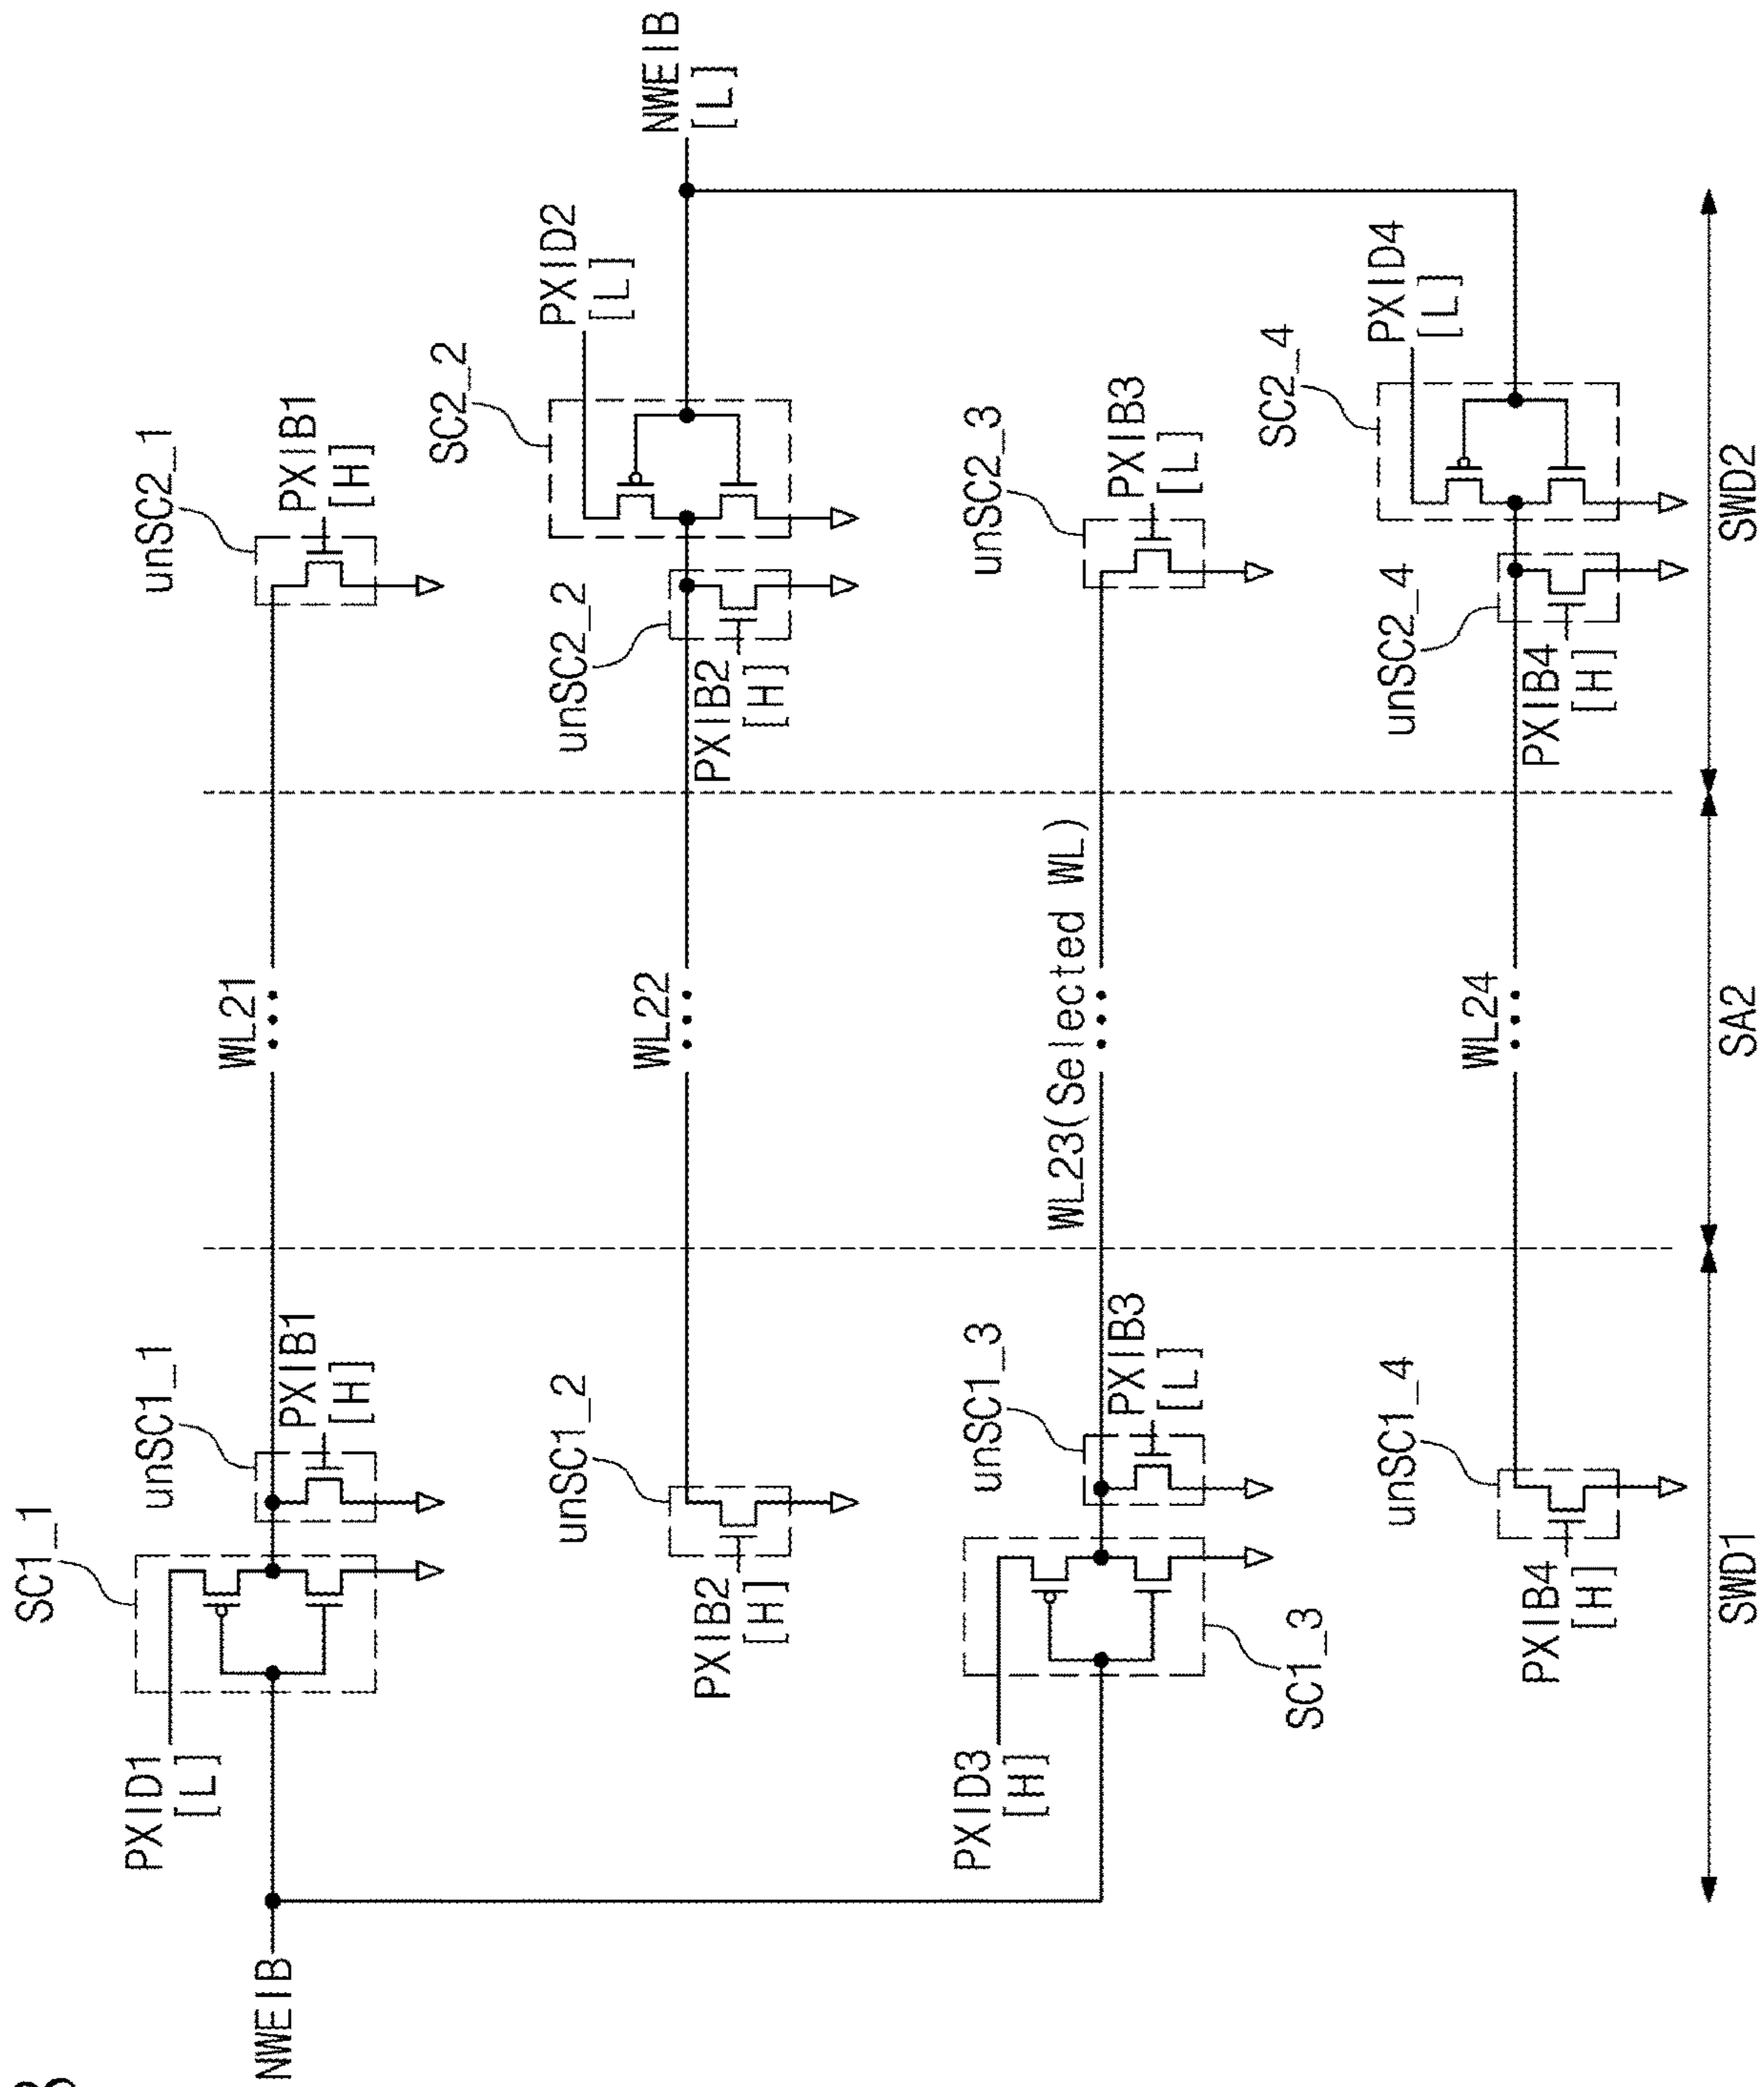 8
NWEIB
PXID1
[L]
SC1_1
unSC1_1
PXIB1
[H]
WL21
unSC2_1
PXIB1
[H]
unSC1_2
PXIB2
[H]
WL22
unSC2_2
PXIB2
[H]
SC2_2
PXID2
[L]
NWEIB
[L]
PXID3
[H]
SC1_3
unSC1_3
PXIB3
[L]
WL23(Selected WL)
unSC2_3
PXIB3
[L]
unSC1_4
PXIB4
[H]
WL24
unSC2_4
PXIB4
[H]
SC2_4
PXID4
[L]
SWD1
SA2
SWD2